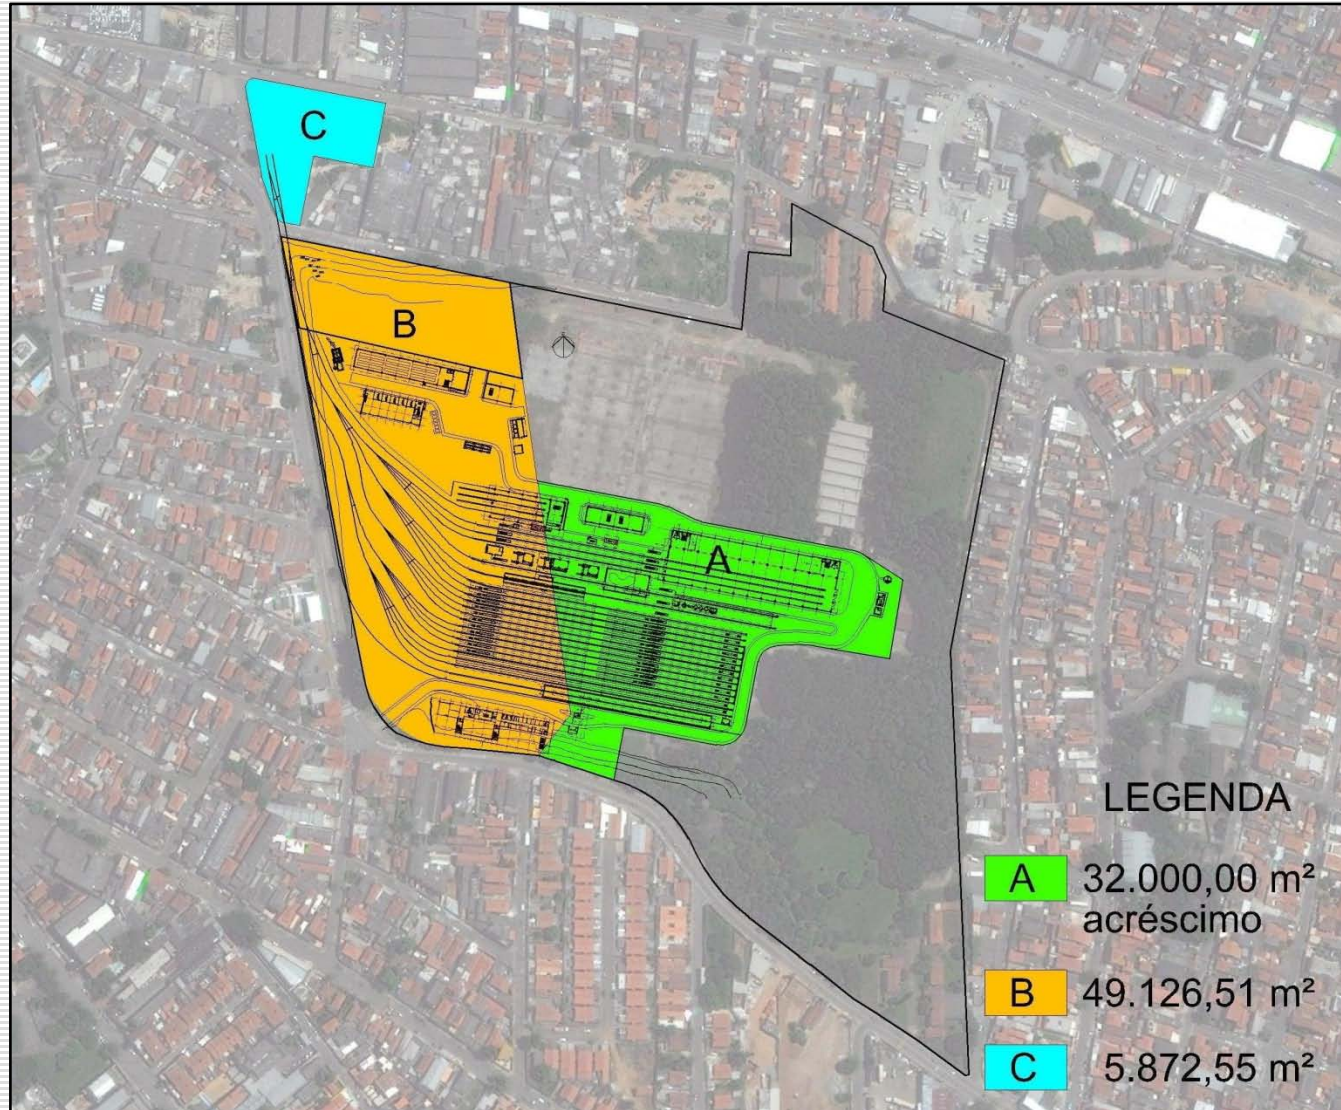 C
B
A
LEGENDA
A 32.000,00 m²
acréscimo
B 49.126,51 m²
C 5.872,55 m²